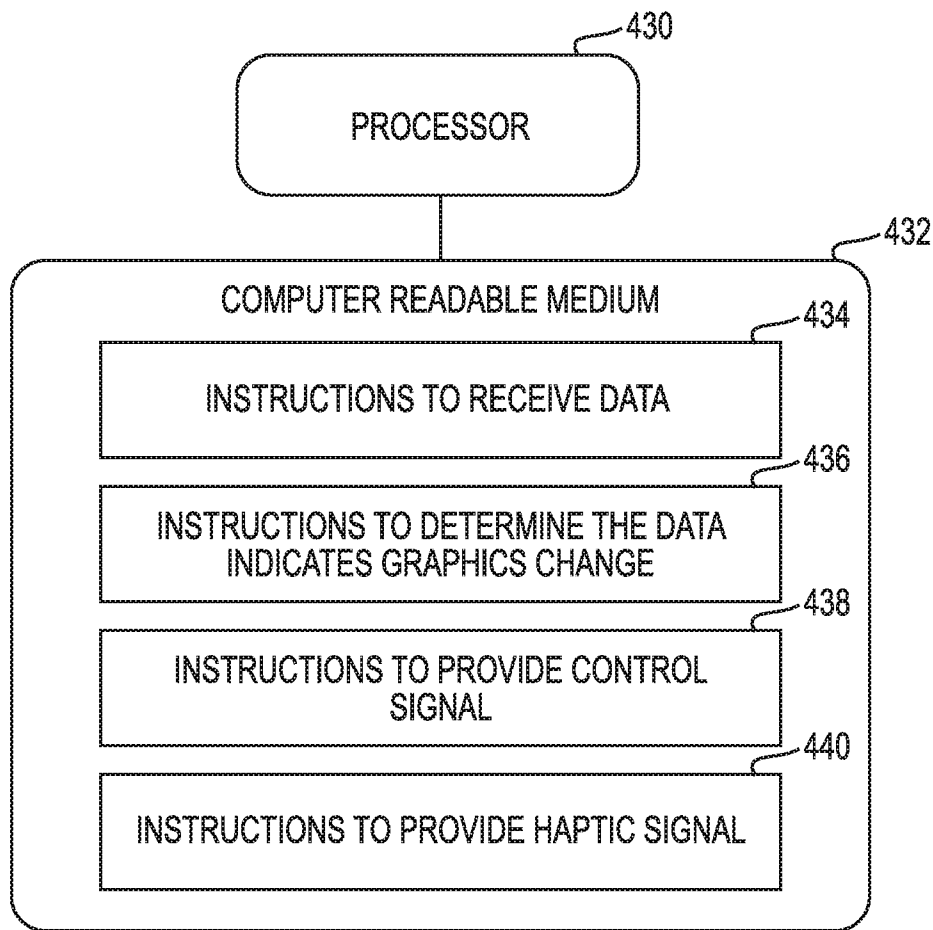 430
PROCESSOR
432
COMPUTER READABLE MEDIUM
434
INSTRUCTIONS TO RECEIVE DATA
436
INSTRUCTIONS TO DETERMINE THE DATA
INDICATES GRAPHICS CHANGE
438
INSTRUCTIONS TO PROVIDE CONTROL
SIGNAL
440
INSTRUCTIONS TO PROVIDE HAPTIC SIGNAL